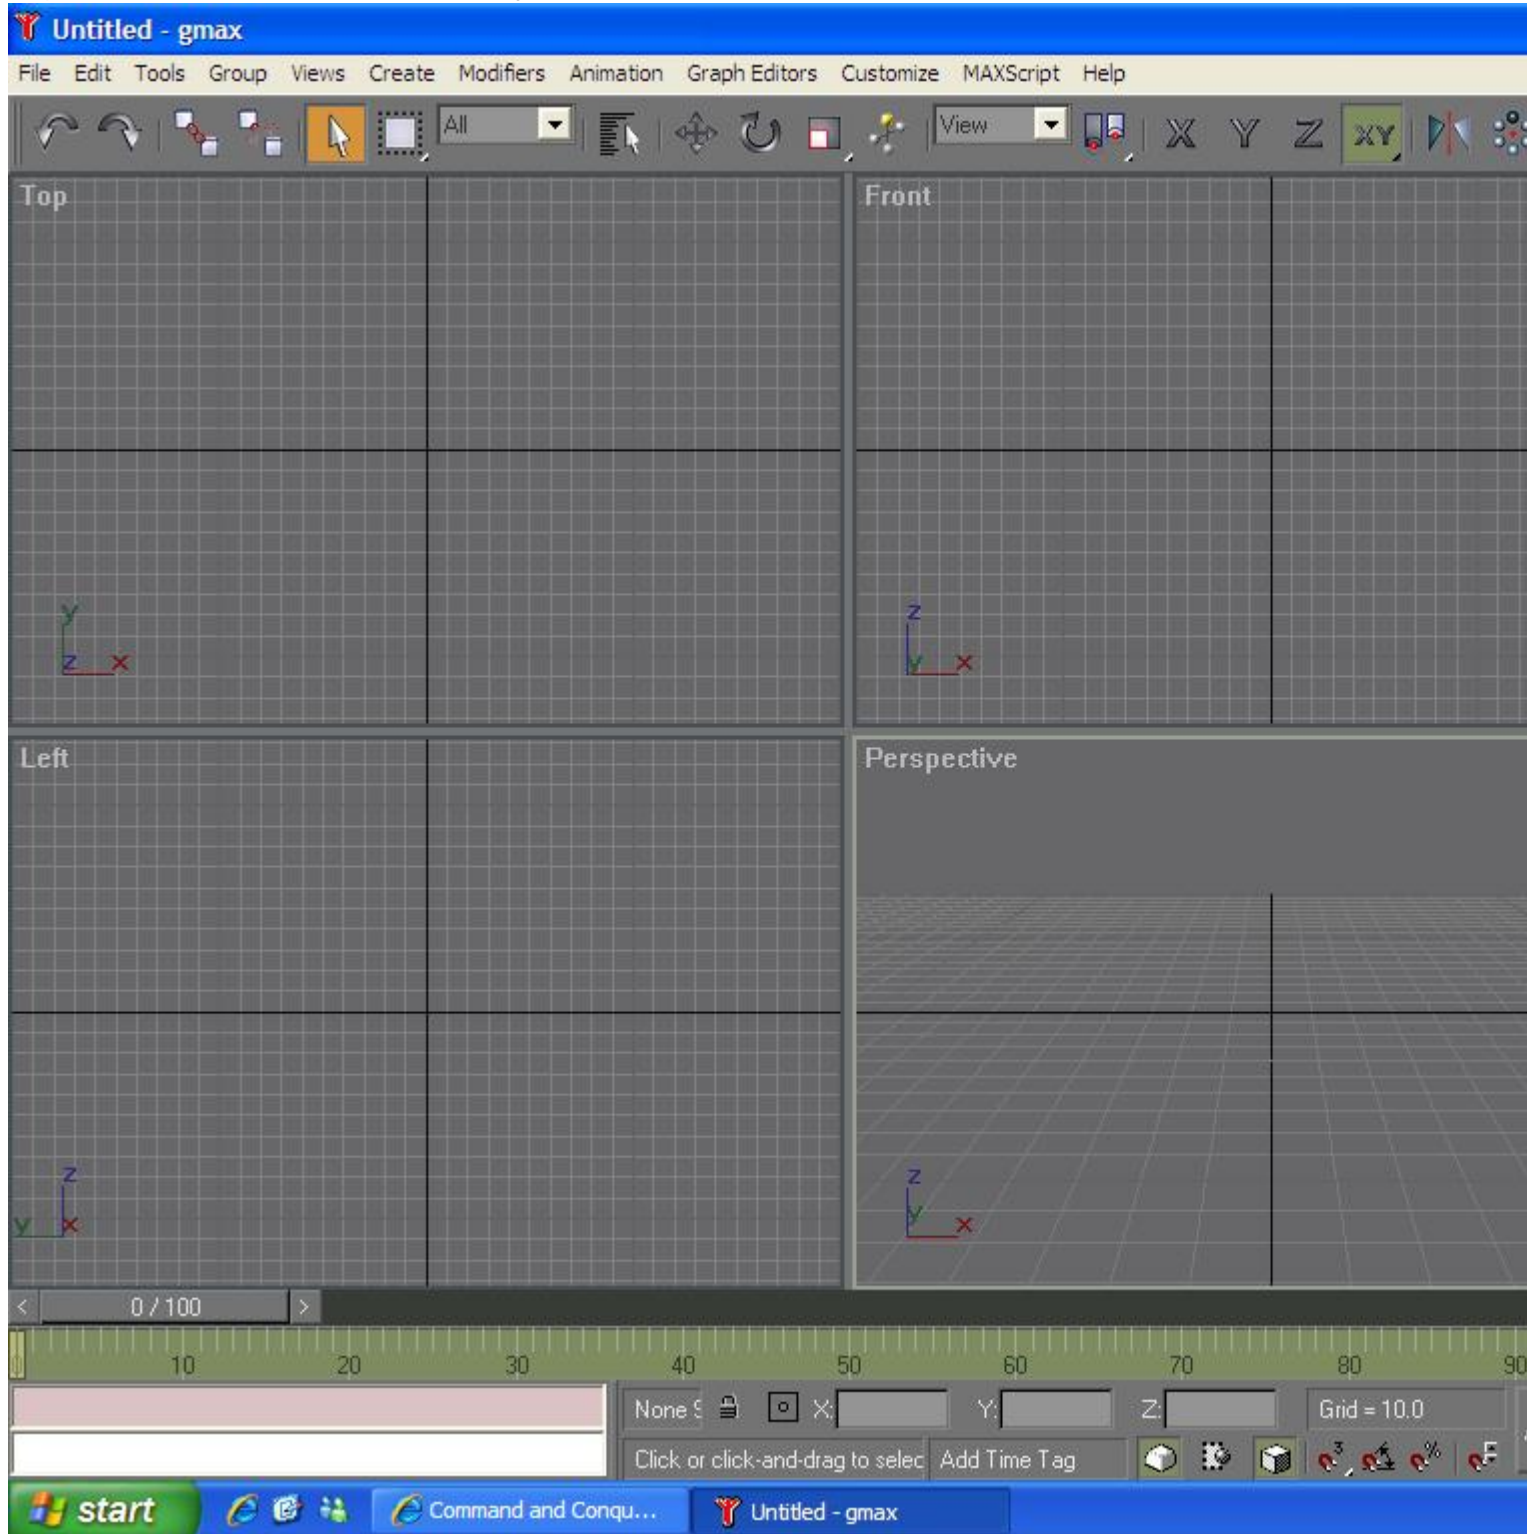 Untitled - gmax
File Edit Tools Group Views Create Modifiers Animation Graph Editors Customize MAXScript Help
All View X Y Z XY
Top
Front
y
z x
z
y x
Left
Perspective
z
y x
z
y x
< 0 / 100 >
10 20 30 40 50 60 70 80 90
None S X: Y: Z: Grid = 10.0
Click or click-and-drag to selec Add Time Tag 3 %
start Command and Conqu... Untitled - gmax